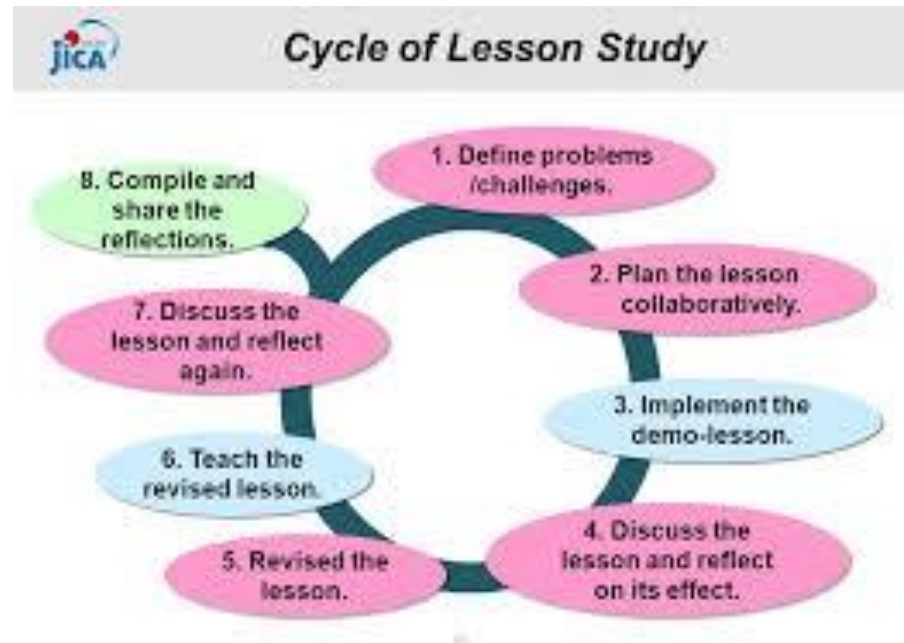 jICA
Cycle of Lesson Study
1. Define problems
/challenges.
2. Plan the lesson
collaboratively.
3. Implement the
demo-lesson.
4. Discuss the
lesson and reflect
on its effect.
5. Revised the
lesson.
6. Teach the
revised lesson.
7. Discuss the
lesson and reflect
again.
8. Compile and
share the
reflections.